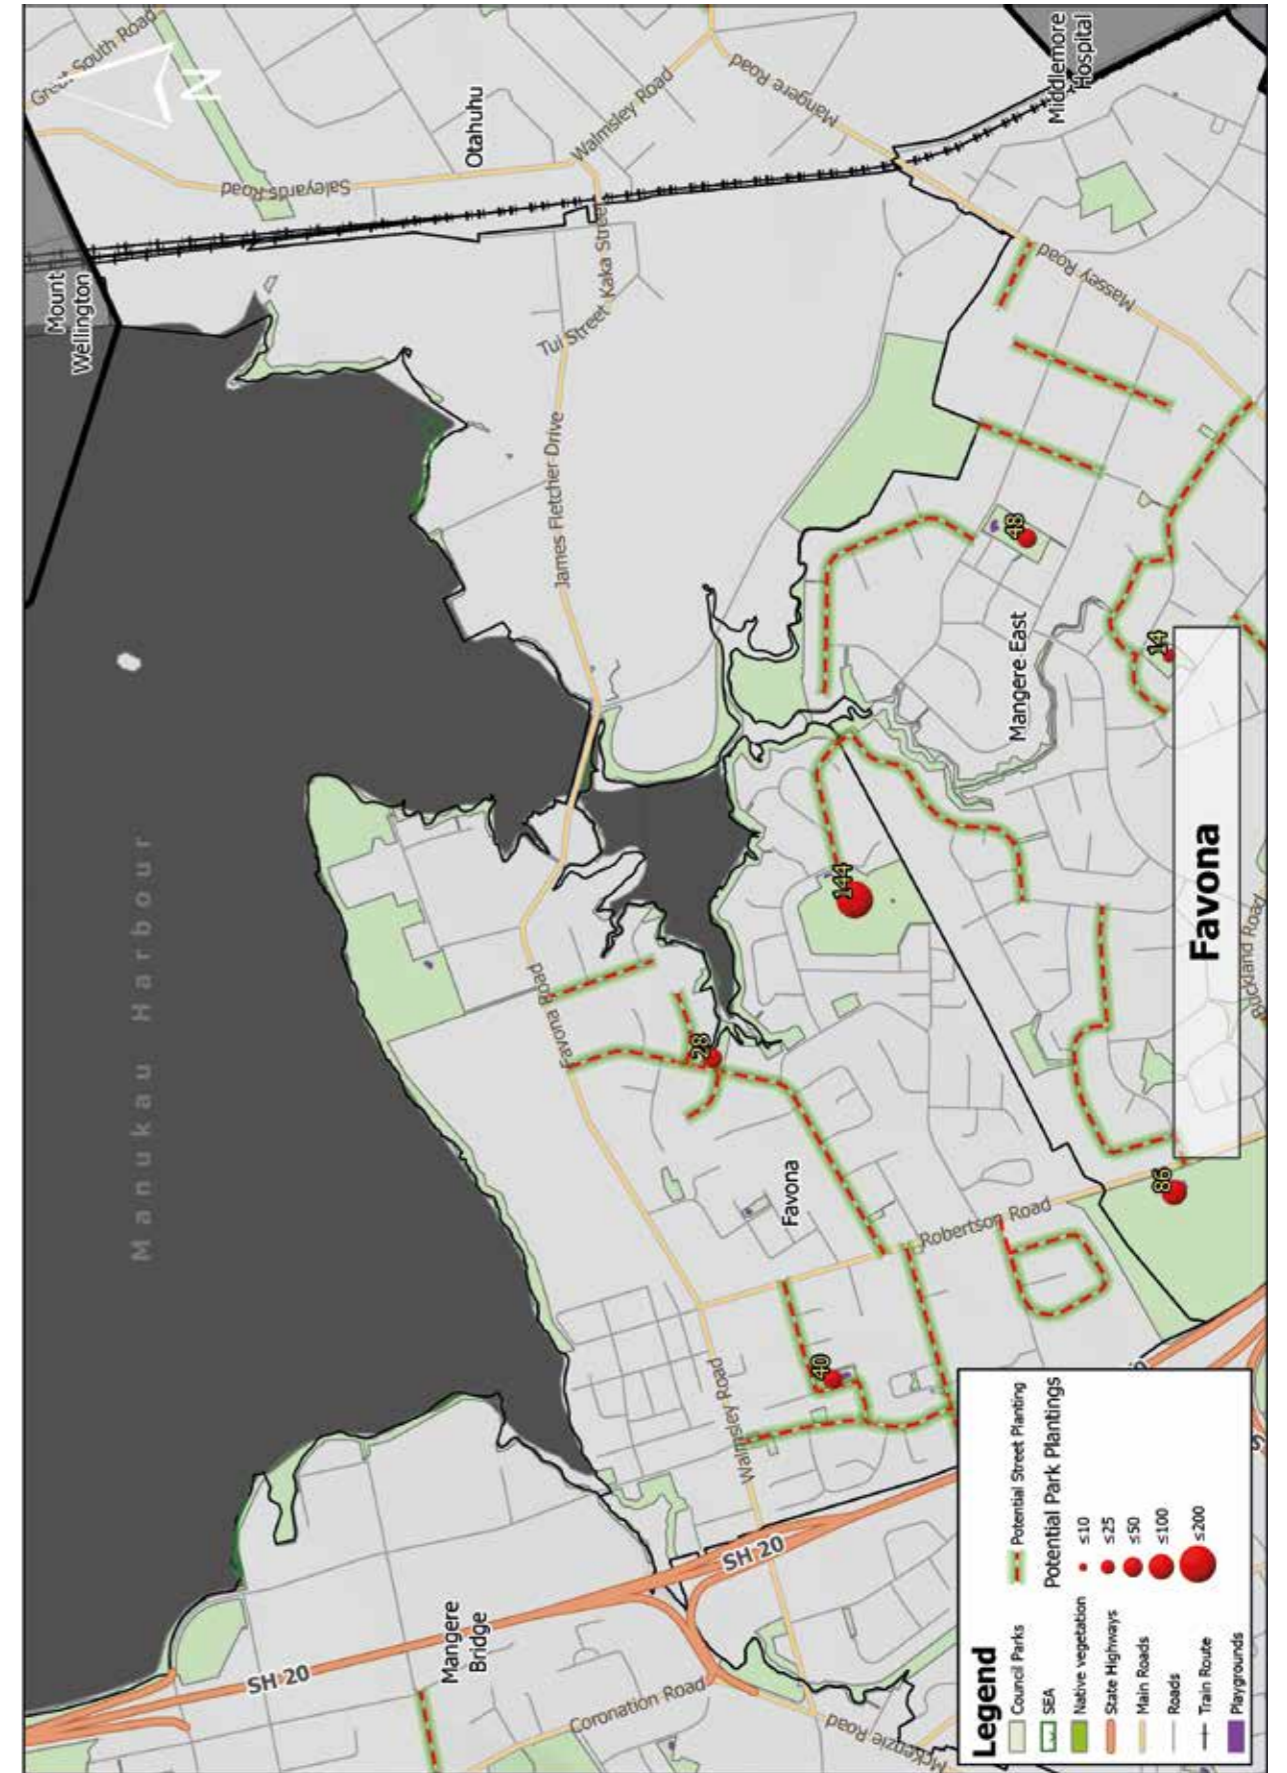 Great South Road
N
Mount
Wellington
Saleyards Road
Otahuhu
Walmsley Road
Mangere Road
Middlemore
Hospital
Kaka Street
Tui Street
James Fletcher Drive
Massey Road
Manukau Harbour
48
14
Mangere East
144
Favona Road
28
Favona
Robertson Road
86
40
Walmsley Road
SH 20
SH 20
Mangere
Bridge
Coronation Road
McKenzie Road
Buckland Road
Favona
Legend
Council Parks
SEA
Native vegetation
State Highways
Main Roads
Roads
Train Route
Playgrounds
Potential Street Planting
Potential Park Plantings
≤10
≤25
≤50
≤100
≤200